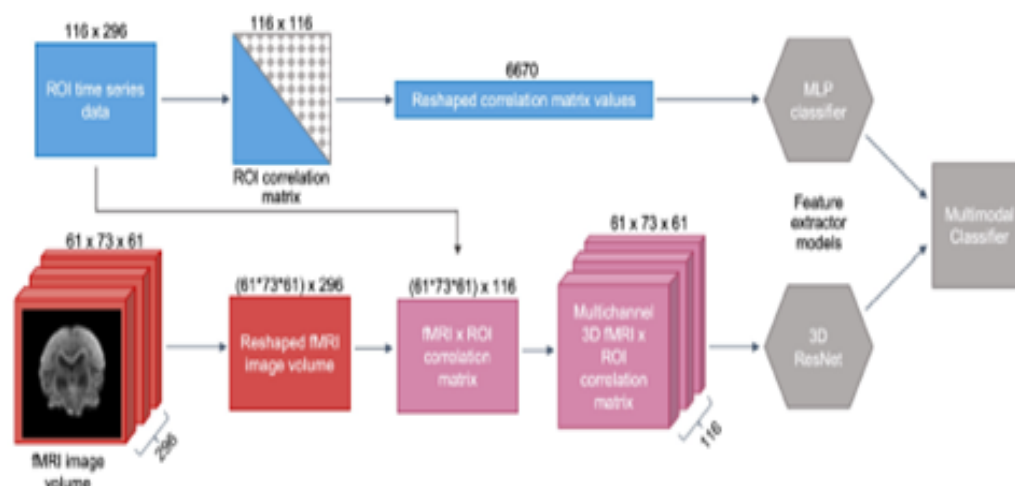 116 x 296
ROI time series
data
116 x 116
ROI correlation
matrix
6670
Reshaped correlation matrix values
MLP
classifier
Feature
extractor
models
Multimodal
Classifier
61 x 73 x 61
fMRI image
volume
296
(61*73*61) x 296
Reshaped fMRI
image volume
(61*73*61) x 116
fMRI x ROI
correlation
matrix
61 x 73 x 61
Multichannel
3D fMRI x
ROI
correlation
matrix
116
3D
ResNet